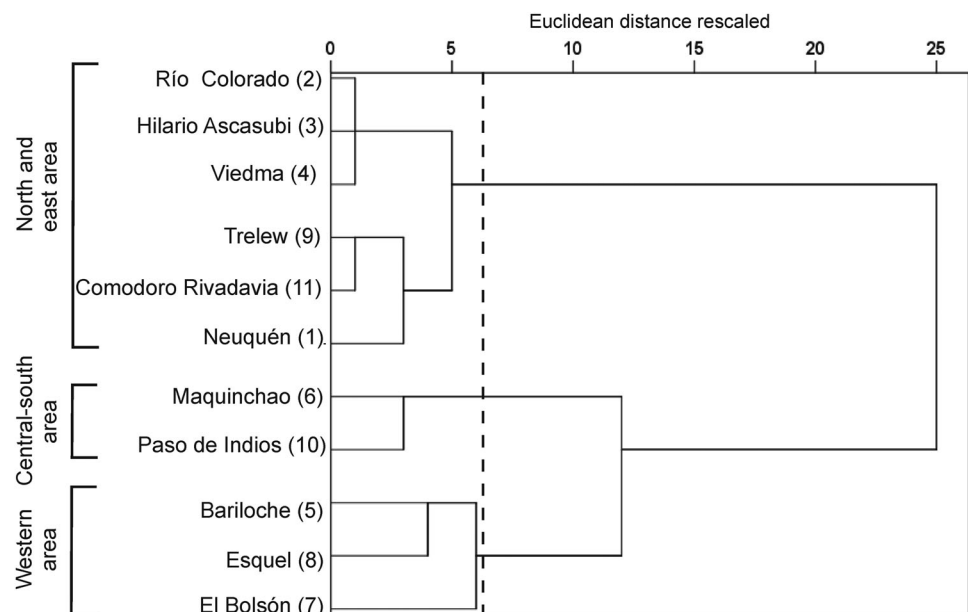 Euclidean distance rescaled
0 5 10 15 20 25
North and
east area
Río Colorado (2)
Hilario Ascasubi (3)
Viedma (4)
Trelew (9)
Comodoro Rivadavia (11)
Neuquén (1)
Central-south
area
Maquinchao (6)
Paso de Indios (10)
Western
area
Bariloche (5)
Esquel (8)
El Bolsón (7)